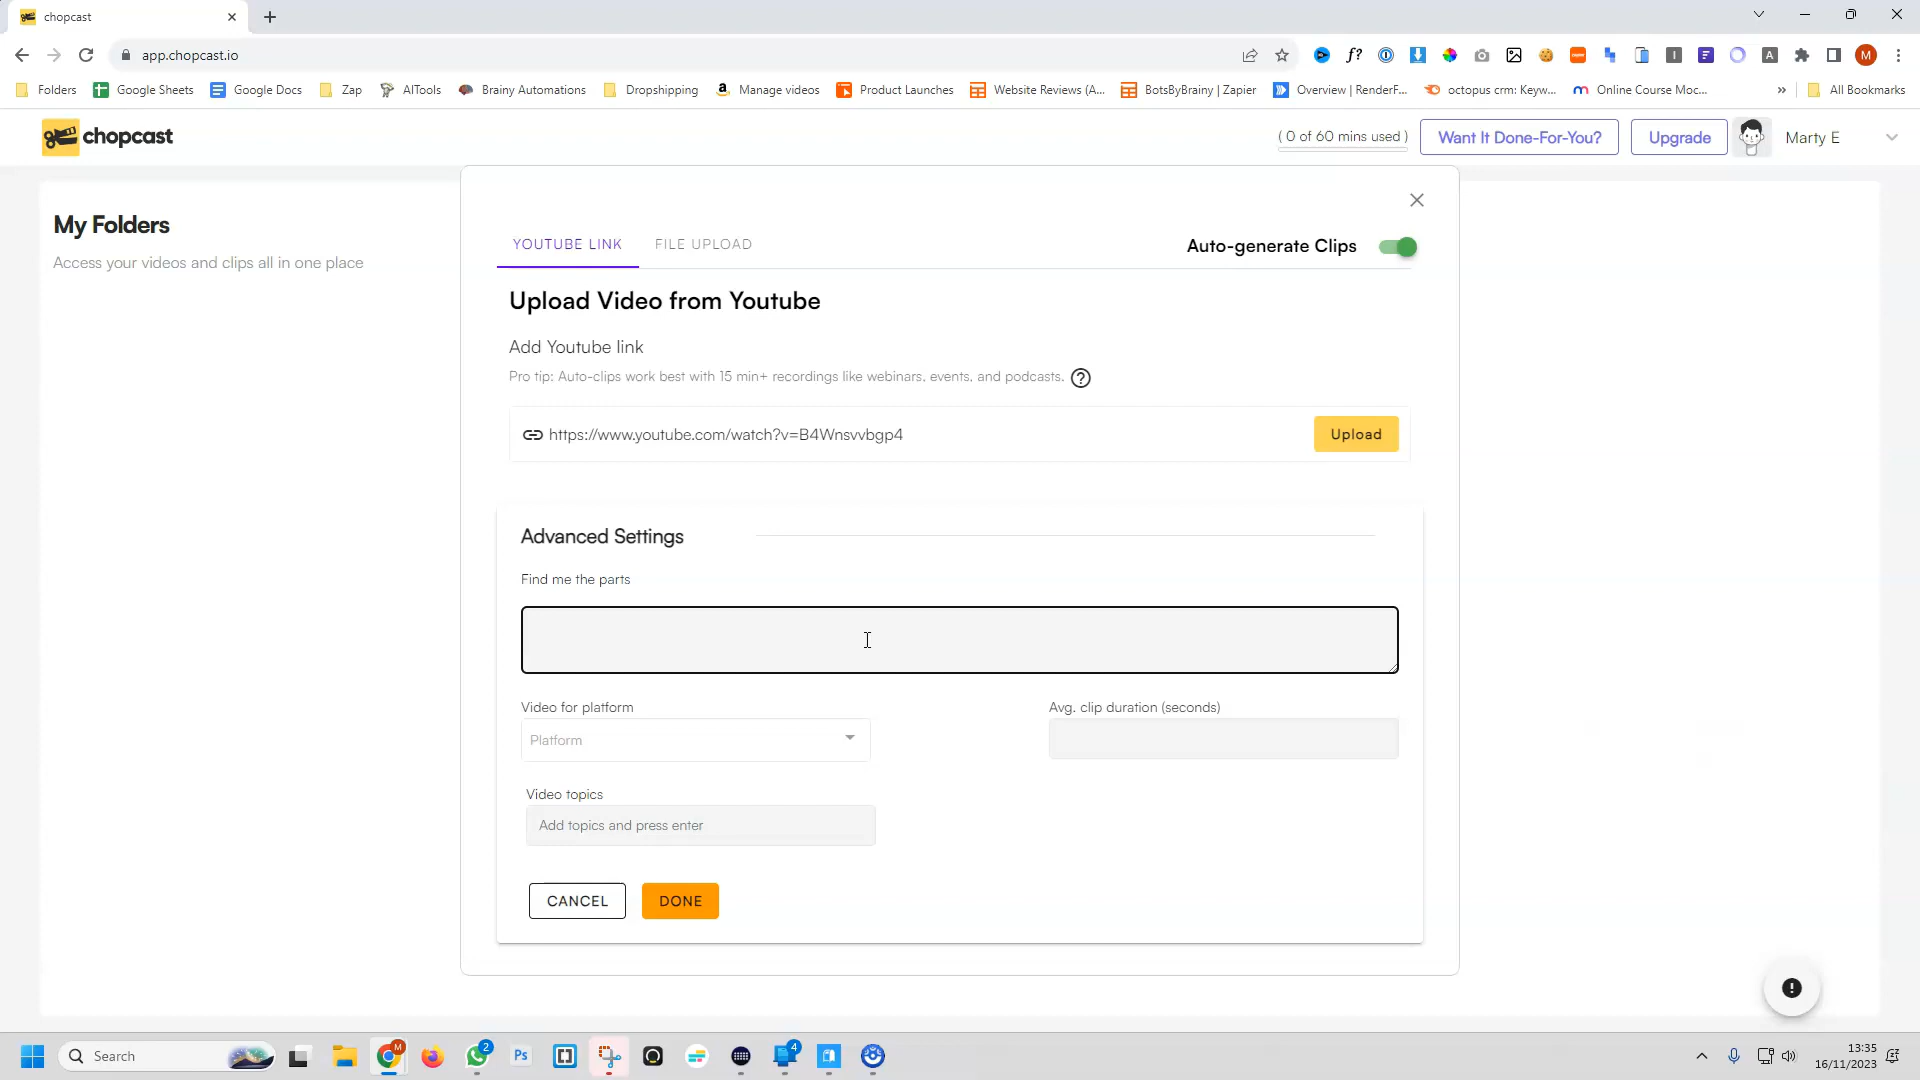 chopcast
app.chopcast.io
Folders Google Sheets Google Docs Zap AITools Brainy Automations Dropshipping Manage videos Product Launches Website Reviews (A... BotsByBrainy | Zapier Overview | RenderF... octopus crm: Keyw... Online Course Moc... » All Bookmarks
chopcast ( 0 of 60 mins used ) Want It Done-For-You? Upgrade Marty E
My Folders
Access your videos and clips all in one place
YOUTUBE LINK FILE UPLOAD Auto-generate Clips
Upload Video from Youtube
Add Youtube link
Pro tip: Auto-clips work best with 15 min+ recordings like webinars, events, and podcasts.
https://www.youtube.com/watch?v=B4Wnsvvbgp4 Upload
Advanced Settings
Find me the parts
Video for platform Avg. clip duration (seconds)
Platform
Video topics
Add topics and press enter
CANCEL DONE
Search 13:35
16/11/2023